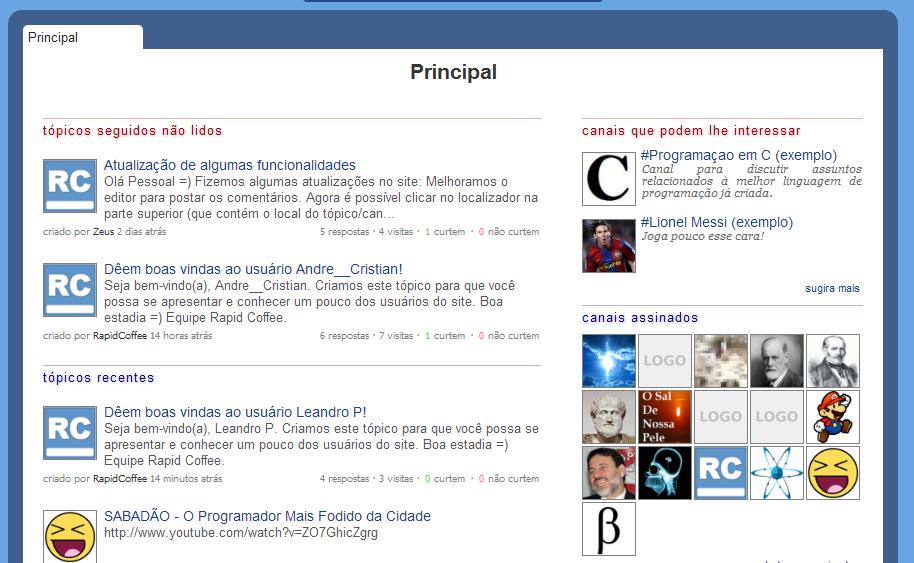 Principal
Principal
tópicos seguidos não lidos
RC
Atualização de algumas funcionalidades
Olá Pessoal =) Fizemos algumas atualizações no site: Melhoramos o
editor para postar os comentários. Agora é possível clicar no localizador na
parte superior (que contém o local do tópico/can...
criado por Zeus 2 dias atrás
5 respostas · 4 visitas · 1 curtem · 0 não curtem
RC
Dêem boas vindas ao usuário Andre__Cristian!
Seja bem-vindo(a), Andre__Cristian. Criamos este tópico para que você
possa se apresentar e conhecer um pouco dos usuários do site. Boa
estadia =) Equipe Rapid Coffee.
criado por RapidCoffee 14 horas atrás
6 respostas · 7 visitas · 1 curtem · 0 não curtem
tópicos recentes
RC
Dêem boas vindas ao usuário Leandro P!
Seja bem-vindo(a), Leandro P. Criamos este tópico para que você possa se
apresentar e conhecer um pouco dos usuários do site. Boa estadia =)
Equipe Rapid Coffee.
criado por RapidCoffee 14 minutos atrás
4 respostas · 3 visitas · 0 curtem · 0 não curtem
SABADÃO - O Programador Mais Fodido da Cidade
http://www.youtube.com/watch?v=ZO7GhicZgrg
canais que podem lhe interessar
C
#Programaçao em C (exemplo)
Canal para discutir assuntos
relacionados à melhor linguagem de
programação já criada.
#Lionel Messi (exemplo)
Joga pouco esse cara!
sugira mais
canais assinados
LOGO
O Sal
De
Nossa
Pele
LOGO
LOGO
RC
β